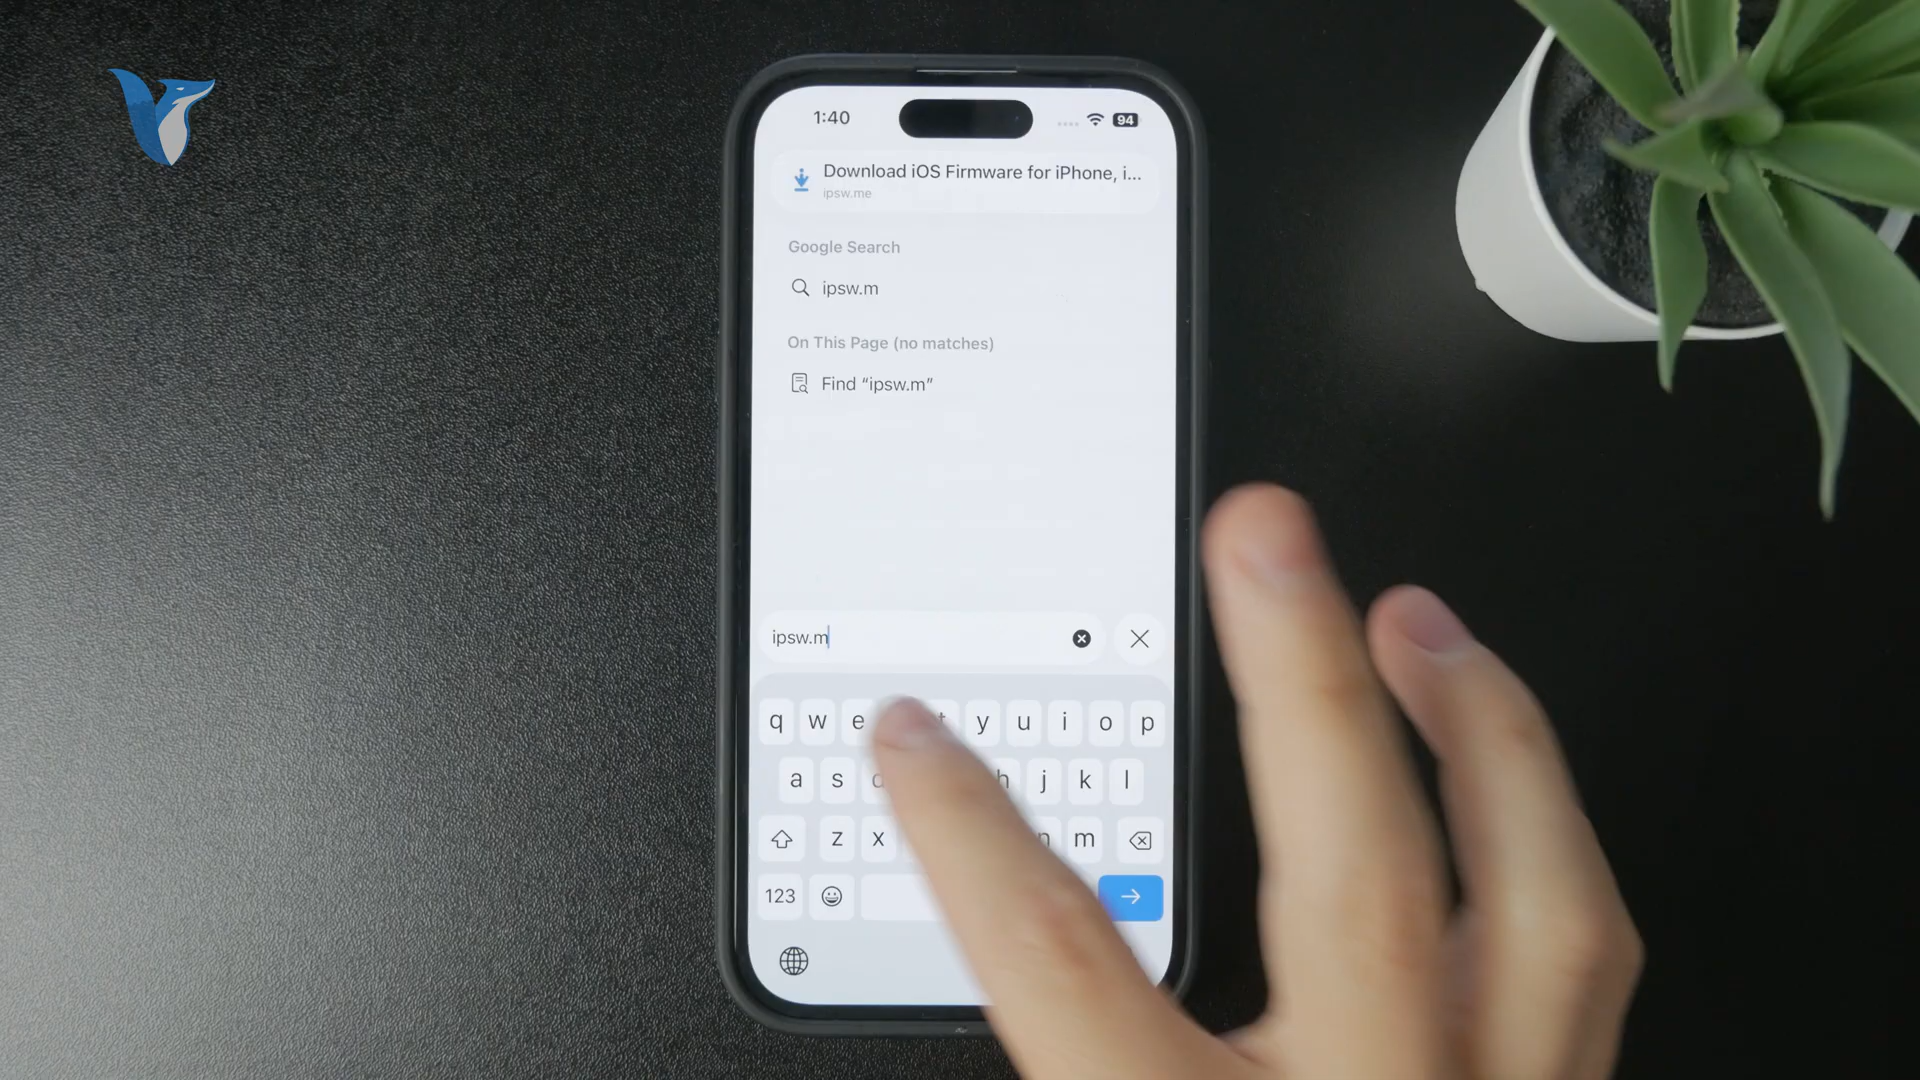 1:40
94
Download iOS Firmware for iPhone, i...
ipsw.me
Google Search
ipsw.m
On This Page (no matches)
Find “ipsw.m”
ipsw.m
q w e t y u i o p
a s d h j k l
z x n m
123